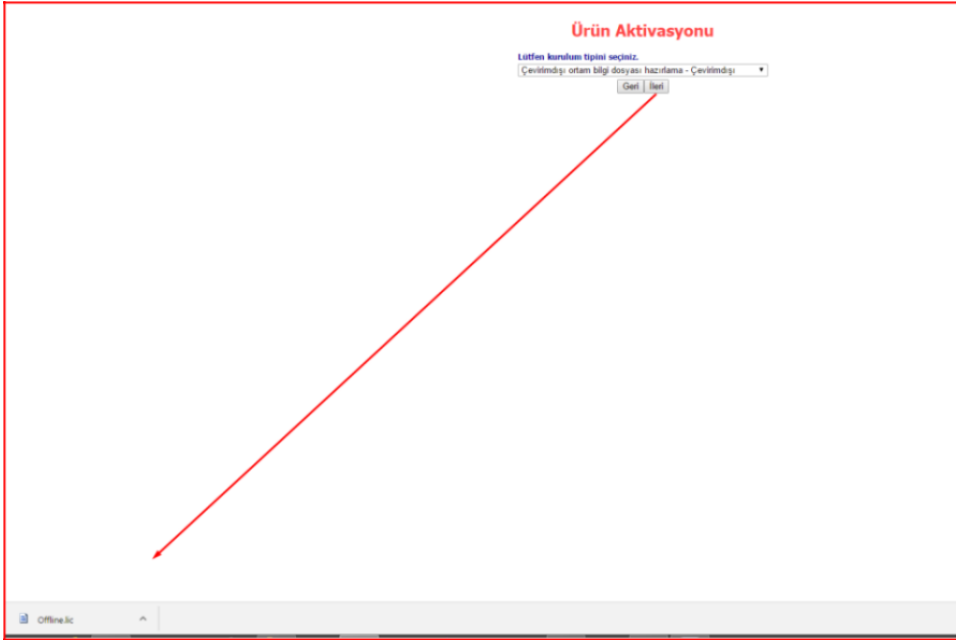 Ürün Aktivasyonu
Lütfen kurulum tipini seçiniz.
Çevirimdışı ortam bilgi dosyası hazırlama - Çevirimdışı
Geri İleri
Offline.lic